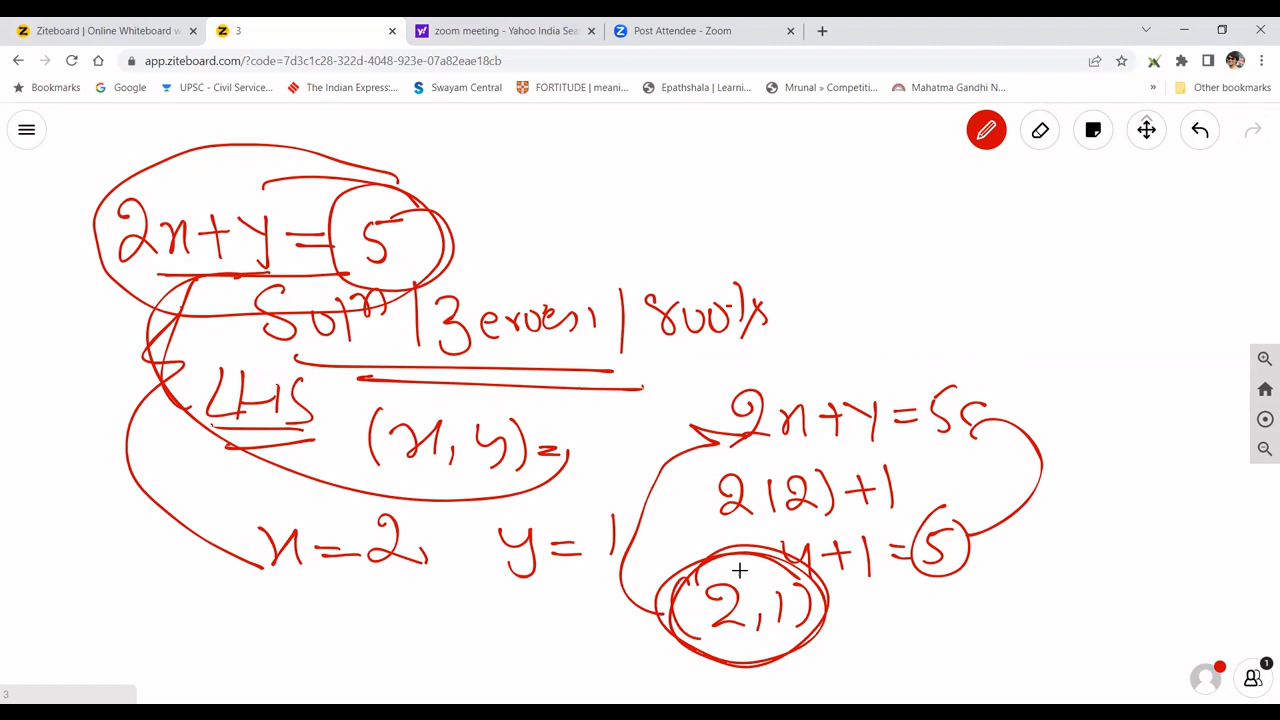 Ziteboard | Online Whiteboard w
3
zoom meeting - Yahoo India Sea
Post Attendee - Zoom
app.ziteboard.com/?code=7d3c1c28-322d-4048-923e-07a82eae18cb
Bookmarks
Google
UPSC - Civil Service...
The Indian Express:...
Swayam Central
FORTITUDE | meani...
Epathshala | Learni...
Mrunal » Competiti...
Mahatma Gandhi N...
»
Other bookmarks
2x+y=5
Solⁿ | Zeroes | roots
LHS
(x, y) =
x=2, y=1
2x+y=5
2(2)+1
4+1=5
(2,1)
3
1